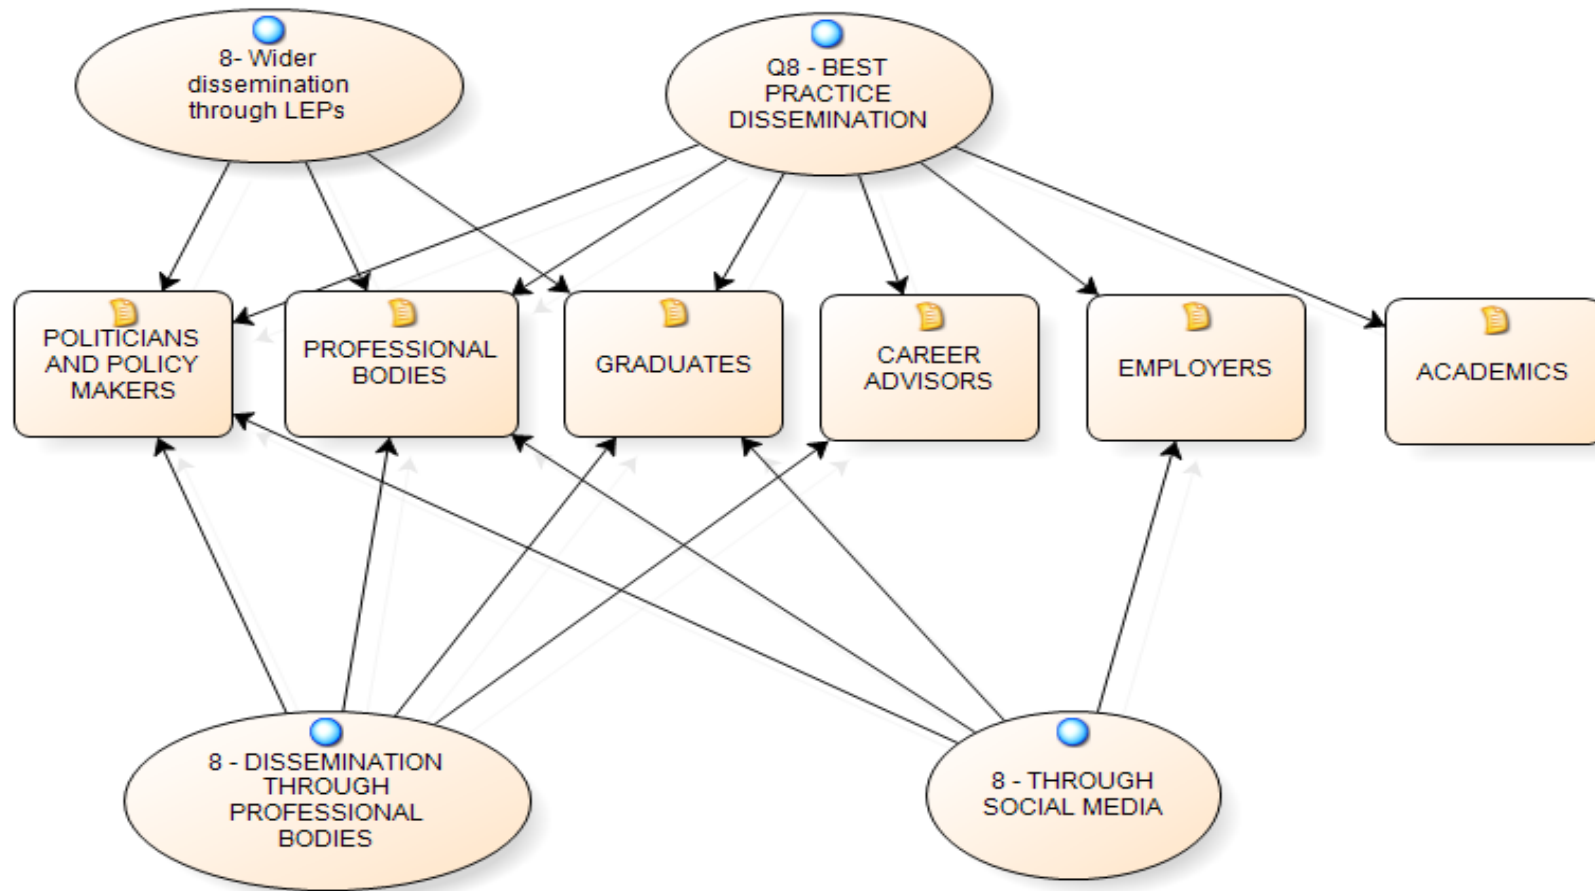 8- Wider
dissemination
through LEPs
Q8 - BEST
PRACTICE
DISSEMINATION
POLITICIANS
AND POLICY
MAKERS
PROFESSIONAL
BODIES
GRADUATES
CAREER
ADVISORS
EMPLOYERS
ACADEMICS
8 - DISSEMINATION
THROUGH
PROFESSIONAL
BODIES
8 - THROUGH
SOCIAL MEDIA